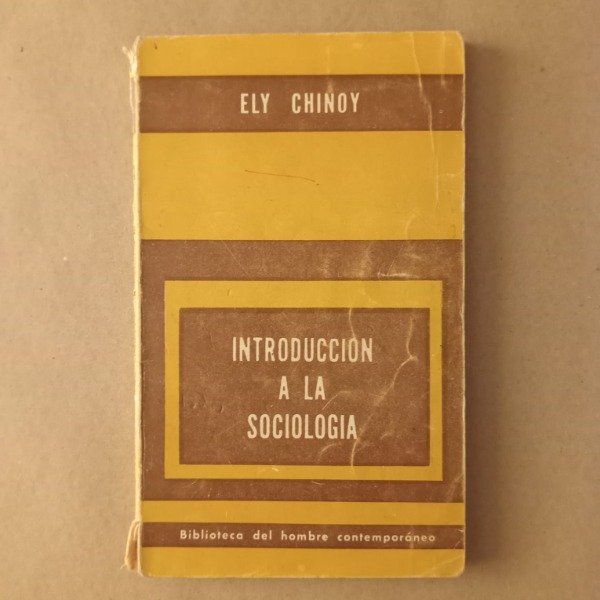 ELY CHINOY
INTRODUCCION
A LA
SOCIOLOGIA
Biblioteca del hombre contemporáneo